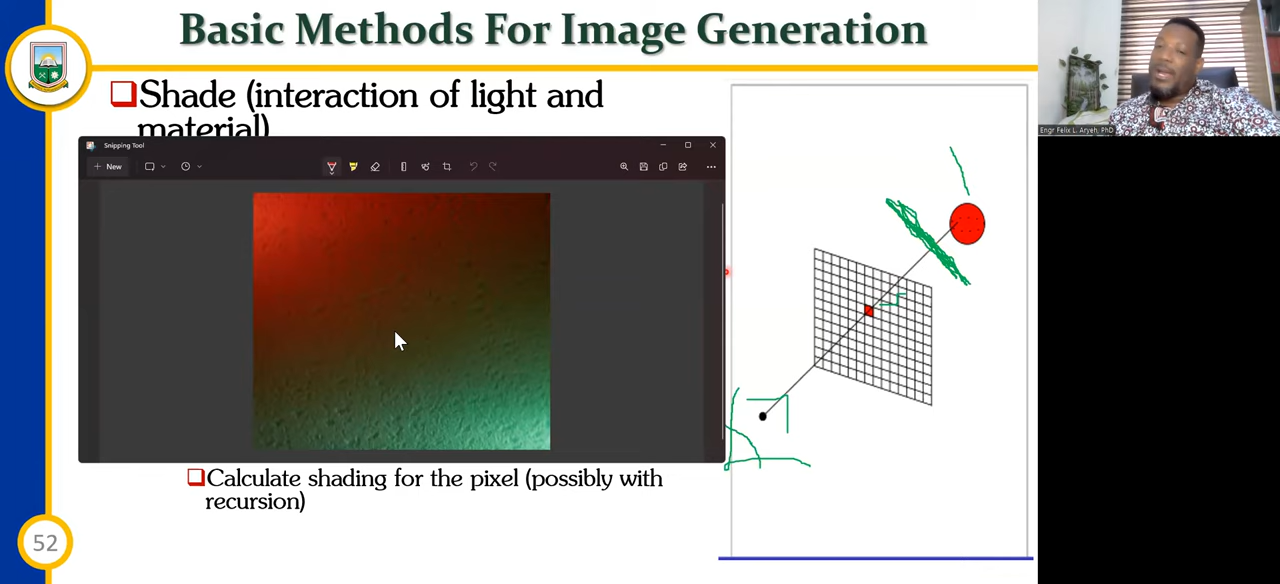 Basic Methods For Image Generation
Shade (interaction of light and
material)
Snipping Tool
New
Calculate shading for the pixel (possibly with
recursion)
52
Engr Felix L. Aryeh, PhD